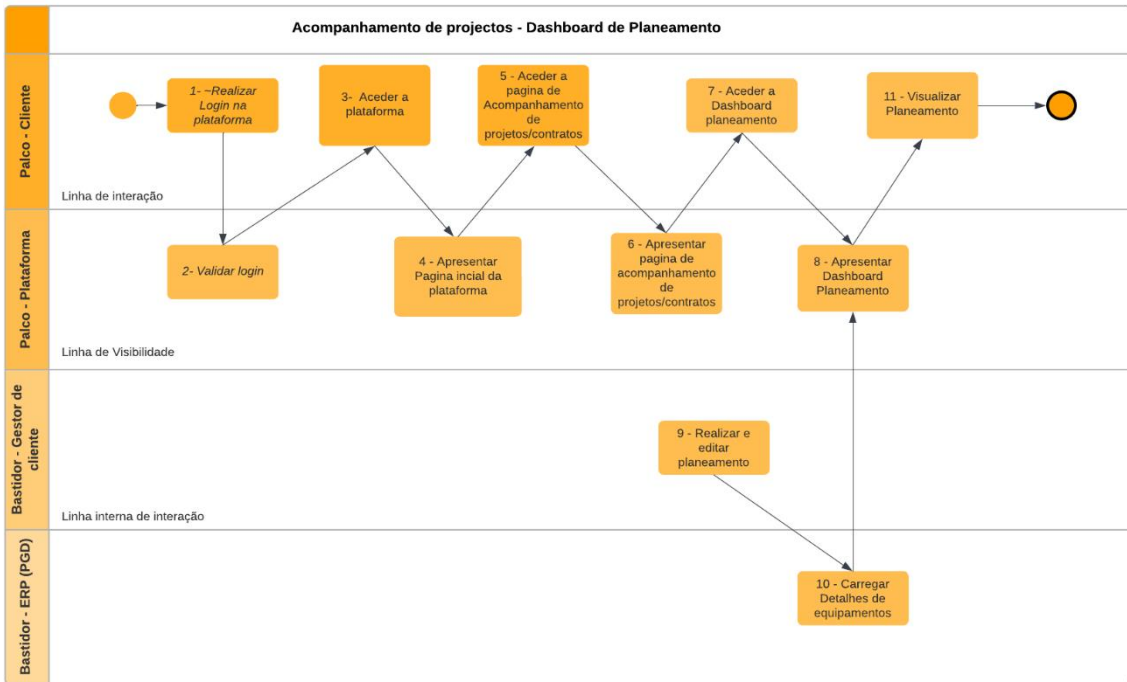 Acompanhamento de projectos - Dashboard de Planeamento
Palco - Cliente
1- ~Realizar
Login na
plataforma
3- Aceder a
plataforma
5 - Aceder a
pagina de
Acompanhamento
de
projetos/contratos
7 - Aceder a
Dashboard
planeamento
11 - Visualizar
Planeamento
Linha de interação
Palco - Plataforma
2- Validar login
4 - Apresentar
Pagina incial da
plataforma
6 - Apresentar
pagina de
acompanhamento
de
projetos/contratos
8 - Apresentar
Dashboard
Planeamento
Linha de Visibilidade
Bastidor - Gestor de
cliente
9 - Realizar e
editar
planeamento
Linha interna de interação
Bastidor - ERP (PGD)
10 - Carregar
Detalhes de
equipamentos